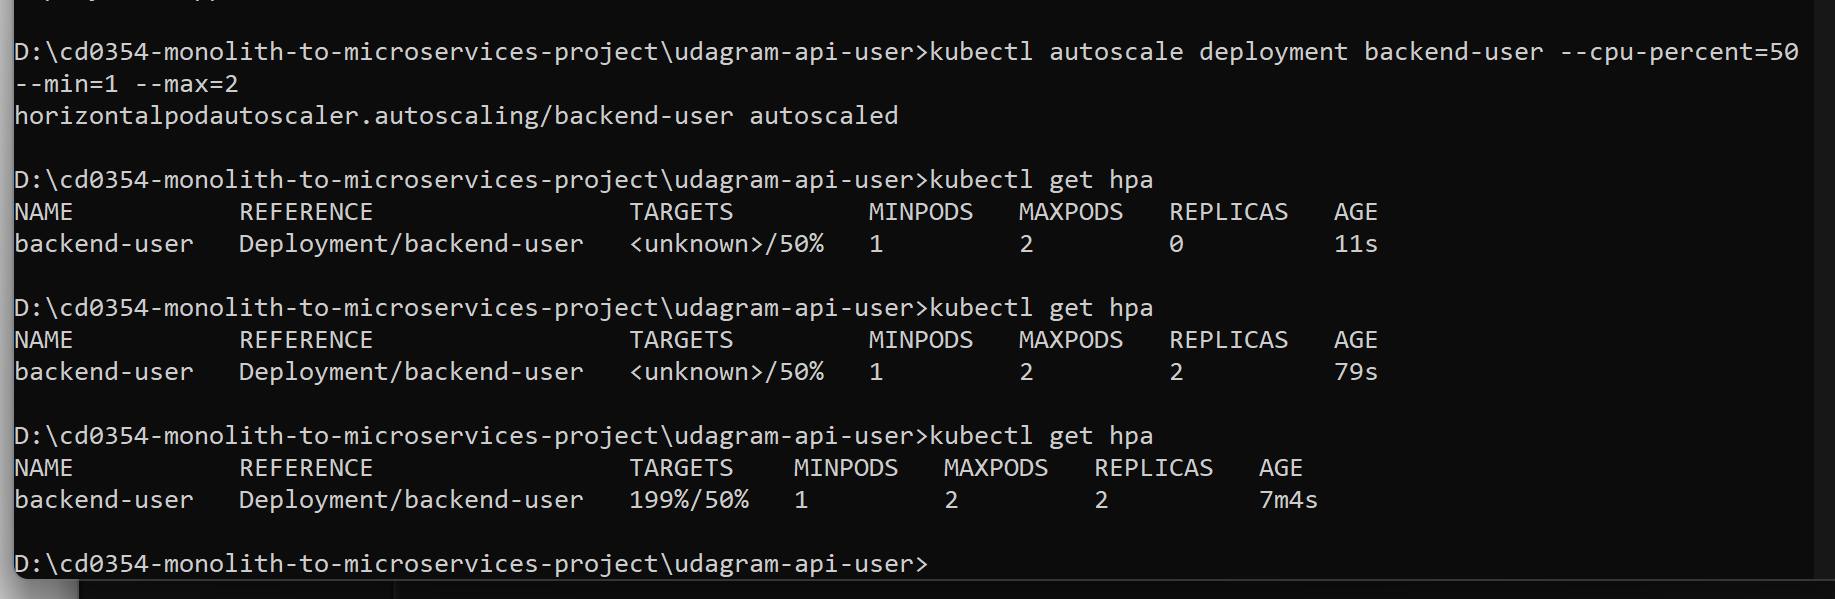 D:\cd0354-monolith-to-microservices-project\udagram-api-user>kubectl autoscale deployment backend-user --cpu-percent=50
--min=1 --max=2
horizontalpodautoscaler.autoscaling/backend-user autoscaled
D:\cd0354-monolith-to-microservices-project\udagram-api-user>kubectl get hpa
NAME REFERENCE TARGETS MINPODS MAXPODS REPLICAS AGE
backend-user Deployment/backend-user <unknown>/50% 1 2 0 11s
D:\cd0354-monolith-to-microservices-project\udagram-api-user>kubectl get hpa
NAME REFERENCE TARGETS MINPODS MAXPODS REPLICAS AGE
backend-user Deployment/backend-user <unknown>/50% 1 2 2 79s
D:\cd0354-monolith-to-microservices-project\udagram-api-user>kubectl get hpa
NAME REFERENCE TARGETS MINPODS MAXPODS REPLICAS AGE
backend-user Deployment/backend-user 199%/50% 1 2 2 7m4s
D:\cd0354-monolith-to-microservices-project\udagram-api-user>